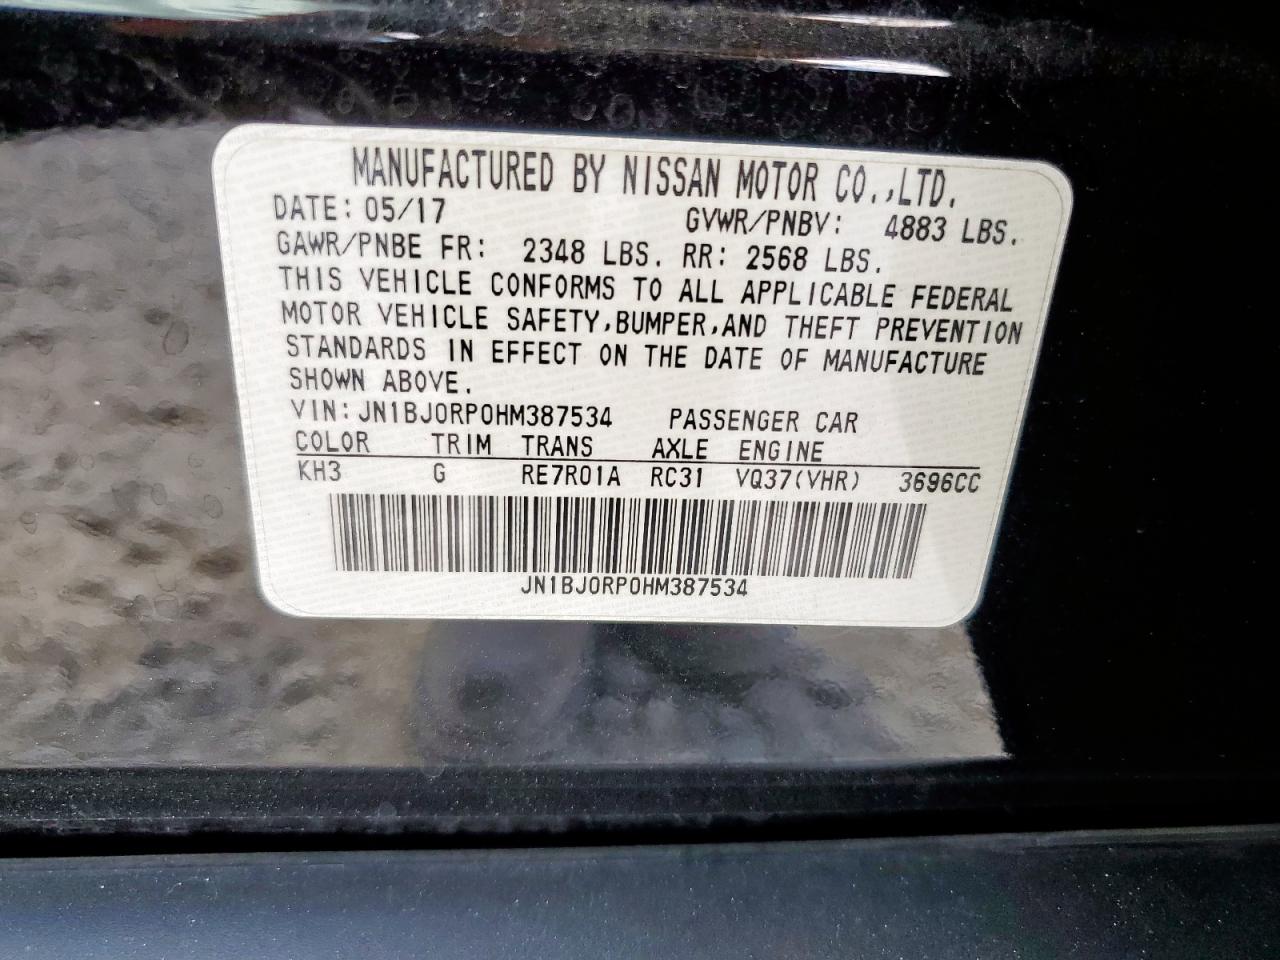 MANUFACTURED BY NISSAN MOTOR CO.,LTD.
DATE: 05/17 GVWR/PNBV: 4883 LBS.
GAWR/PNBE FR: 2348 LBS. RR: 2568 LBS.
THIS VEHICLE CONFORMS TO ALL APPLICABLE FEDERAL
MOTOR VEHICLE SAFETY,BUMPER,AND THEFT PREVENTION
STANDARDS IN EFFECT ON THE DATE OF MANUFACTURE
SHOWN ABOVE.
VIN:JN1BJ0RP0HM387534 PASSENGER CAR
COLOR TRIM TRANS AXLE ENGINE
KH3 G RE7R01A RC31 VQ37(VHR) 3696CC
JN1BJ0RP0HM387534